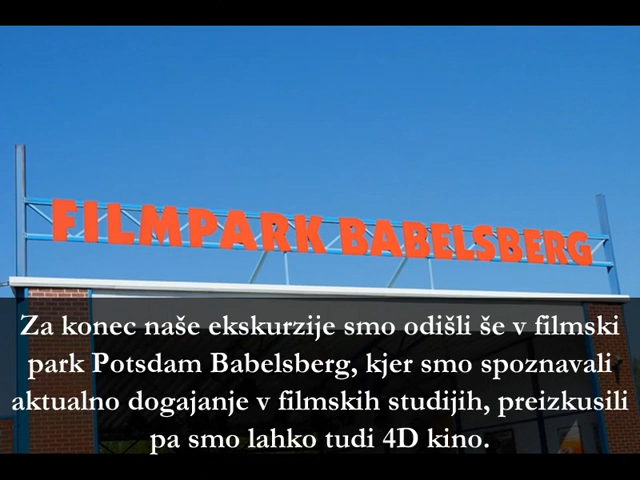 FILMPARK BABELSBERG
Za konec naše ekskurzije smo odišli še v filmski
park Potsdam Babelsberg, kjer smo spoznavali
aktualno dogajanje v filmskih studijih, preizkusili
pa smo lahko tudi 4D kino.